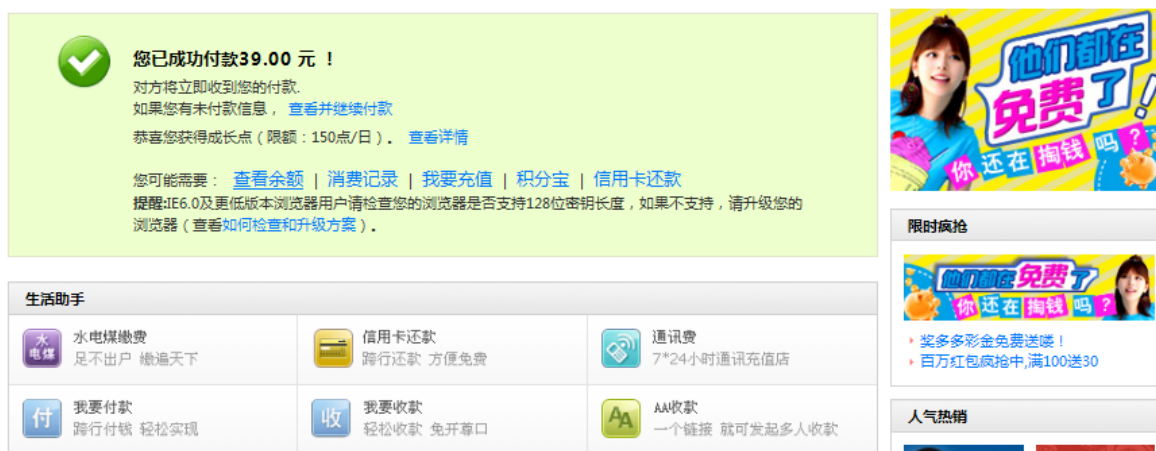 您已成功付款39.00 元 ！
对方将立即收到您的付款.
如果您有未付款信息， 查看并继续付款
恭喜您获得成长点（限额：150点/日）. 查看详情
您可能需要： 查看余额 | 消费记录 | 我要充值 | 积分宝 | 信用卡还款
提醒:IE6.0及更低版本浏览器用户请检查您的浏览器是否支持128位密钥长度，如果不支持，请升级您的
浏览器（查看如何检查和升级方案）.
生活助手
水电煤
水电煤缴费
足不出户 缴遍天下
信用卡还款
跨行还款 方便免费
通讯费
7*24小时通讯充值店
付
我要付款
跨行付钱 轻松实现
收
我要收款
轻松收款 免开尊口
AA
AA收款
一个链接 就可发起多人收款
他们都在
免费了！
你还在掏钱吗？
限时疯抢
他们都在免费了
你还在掏钱吗？
奖多多彩金免费送喽！
百万红包疯抢中,满100送30
人气热销